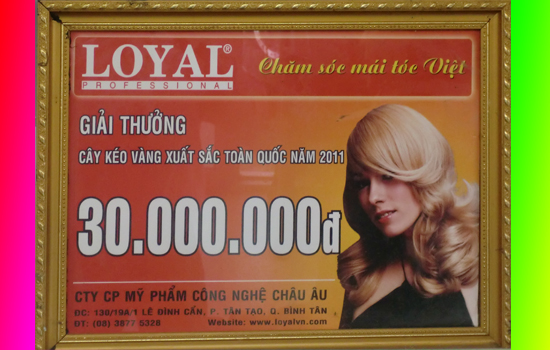 LOYAL®
PROFESSIONAL
Chăm sóc mái tóc Việt
GIẢI THƯỞNG
CÂY KÉO VÀNG XUẤT SẮC TOÀN QUỐC NĂM 2011
30.000.000đ
CTY CP MỸ PHẨM CÔNG NGHỆ CHÂU ÂU
ĐC: 130/19A/1 LÊ ĐÌNH CẨN, P. TÂN TẠO, Q. BÌNH TÂN
ĐT: (08) 3877 5328 Website: www.loyalvn.com